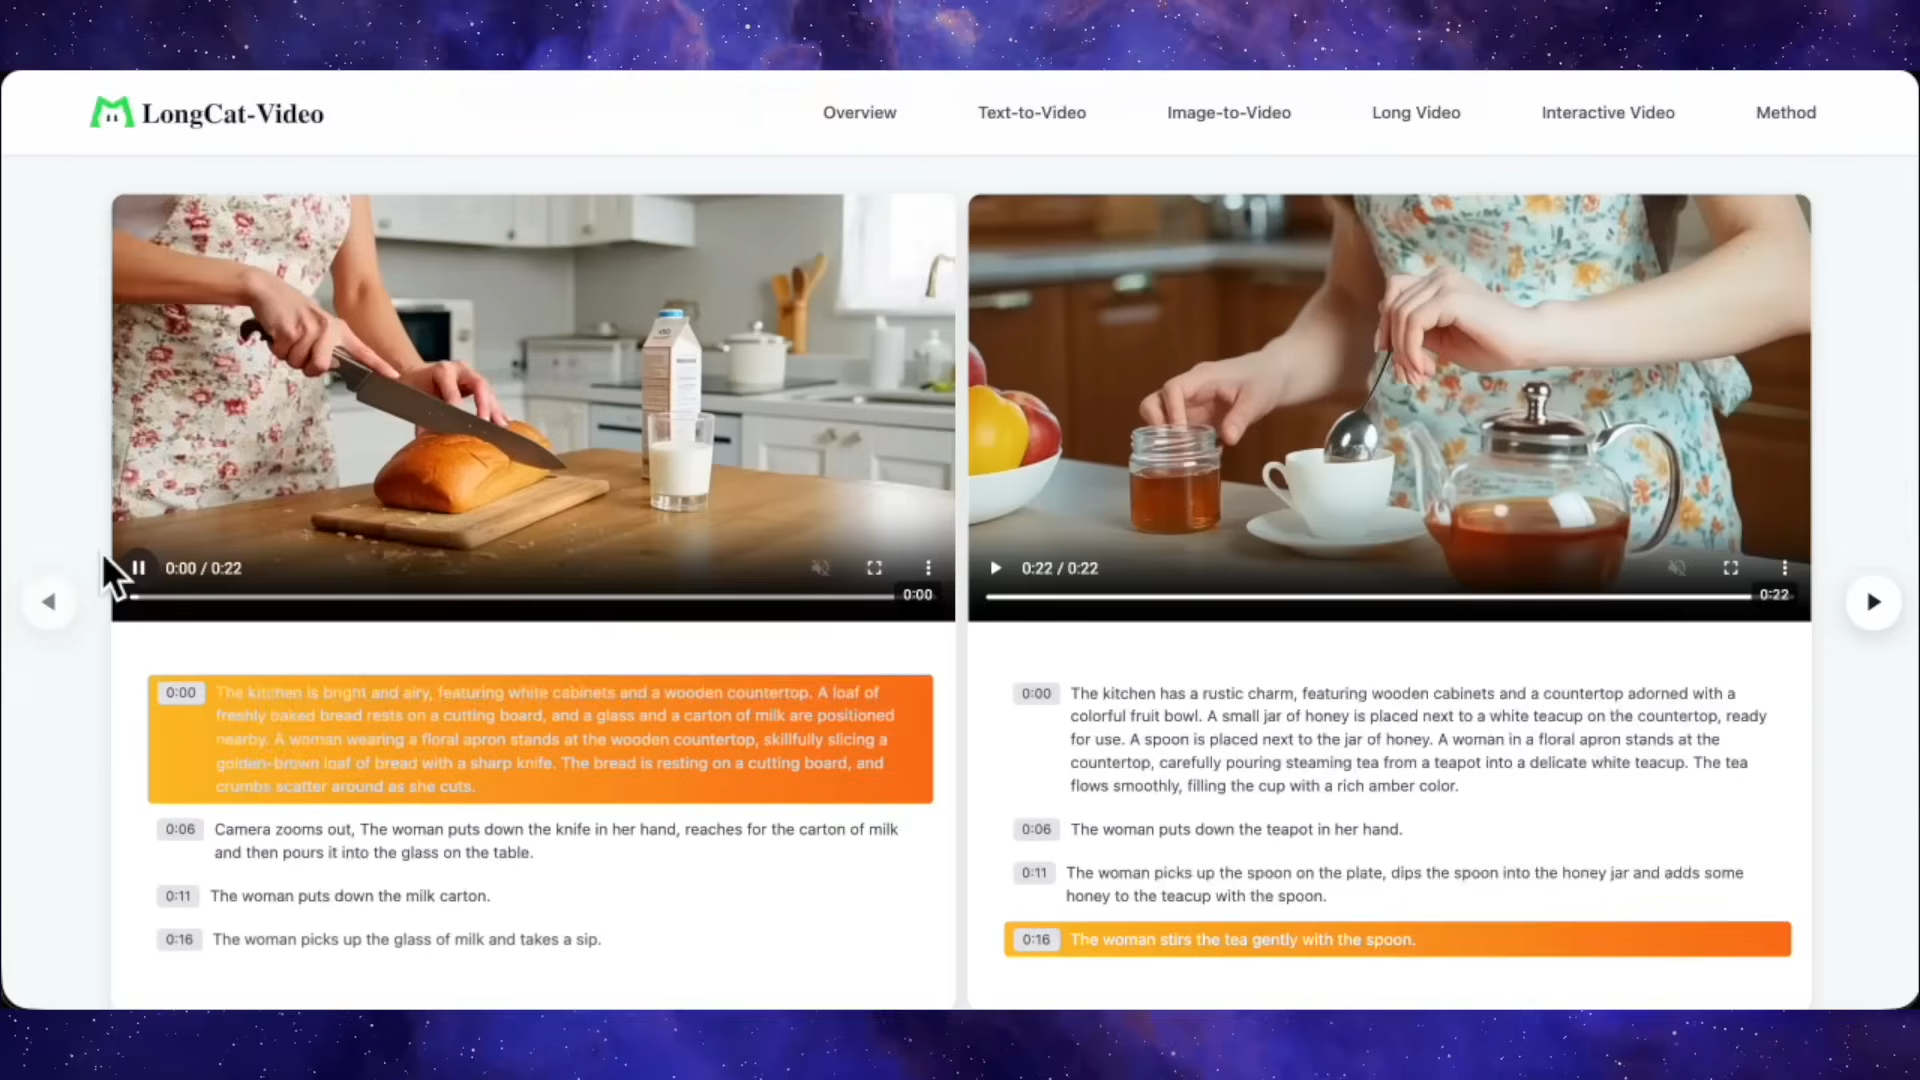 LongCat-Video
Overview
Text-to-Video
Image-to-Video
Long Video
Interactive Video
Method
0:00 / 0:22
0:00
0:22 / 0:22
0:22
0:00
The kitchen is bright and airy, featuring white cabinets and a wooden countertop. A loaf of
freshly baked bread rests on a cutting board, and a glass and a carton of milk are positioned
nearby. A woman wearing a floral apron stands at the wooden countertop, skillfully slicing a
golden-brown loaf of bread with a sharp knife. The bread is resting on a cutting board, and
crumbs scatter around as she cuts.
0:06
Camera zooms out, The woman puts down the knife in her hand, reaches for the carton of milk
and then pours it into the glass on the table.
0:11
The woman puts down the milk carton.
0:16
The woman picks up the glass of milk and takes a sip.
0:00
The kitchen has a rustic charm, featuring wooden cabinets and a countertop adorned with a
colorful fruit bowl. A small jar of honey is placed next to a white teacup on the countertop, ready
for use. A spoon is placed next to the jar of honey. A woman in a floral apron stands at the
countertop, carefully pouring steaming tea from a teapot into a delicate white teacup. The tea
flows smoothly, filling the cup with a rich amber color.
0:06
The woman puts down the teapot in her hand.
0:11
The woman picks up the spoon on the plate, dips the spoon into the honey jar and adds some
honey to the teacup with the spoon.
0:16
The woman stirs the tea gently with the spoon.